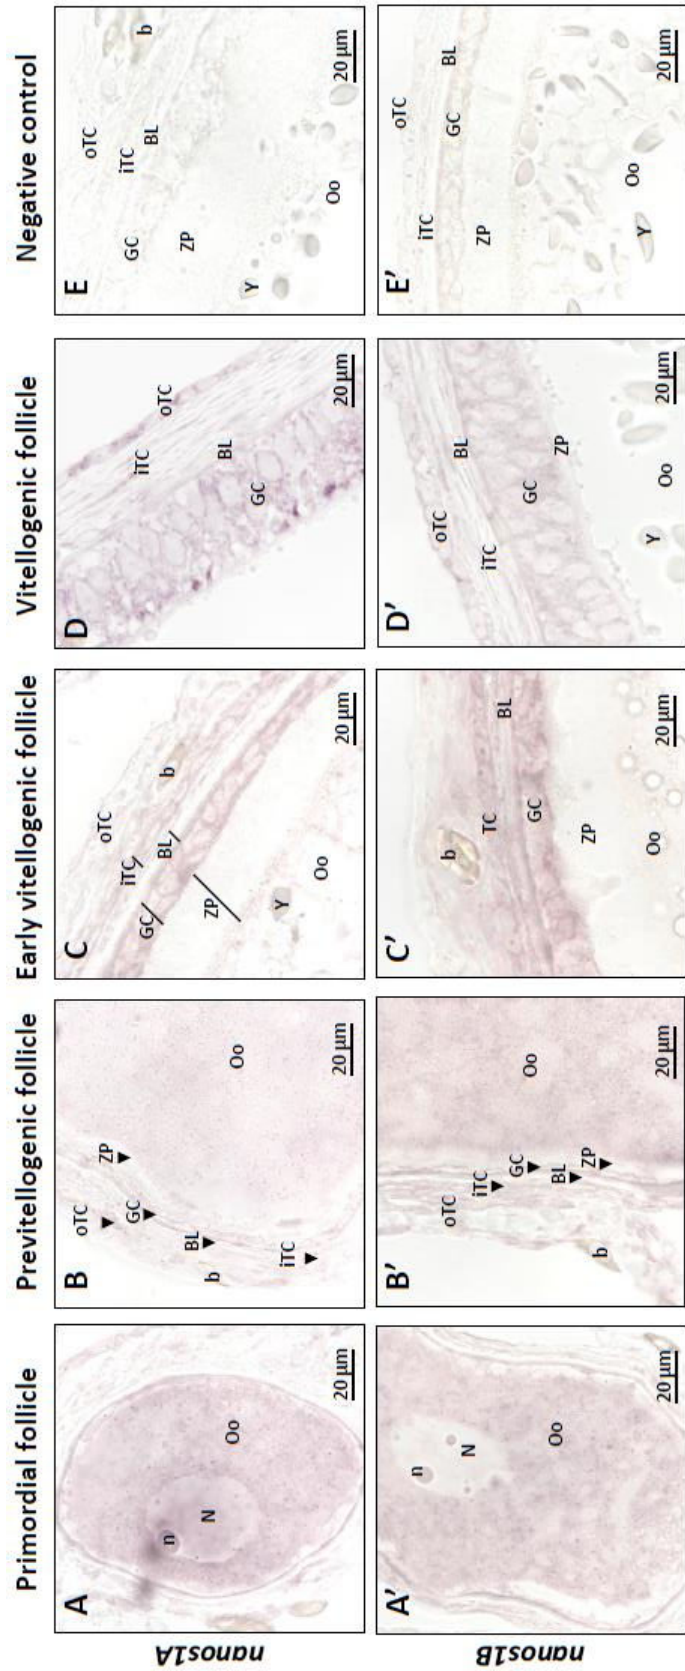 Primordial follicle
Previtellogenic follicle
Early vitellogenic follicle
Vitellogenic follicle
Negative control
nanos1A
A
n
N
Oo
20 µm
B
oTC
ZP
GC
BL
b
iTC
Oo
20 µm
C
oTC
iTC
b
GC
BL
ZP
Y
Oo
20 µm
D
oTC
iTC
BL
GC
20 µm
E
oTC
b
iTC
GC
BL
ZP
Y
Oo
20 µm
nanos1B
A'
n
N
Oo
20 µm
B'
oTC
iTC
GC
BL
ZP
b
Oo
20 µm
C'
b
TC
BL
GC
ZP
Oo
20 µm
D'
oTC
BL
iTC
GC
ZP
Y
Oo
20 µm
E'
oTC
iTC
BL
GC
ZP
Oo
Y
20 µm